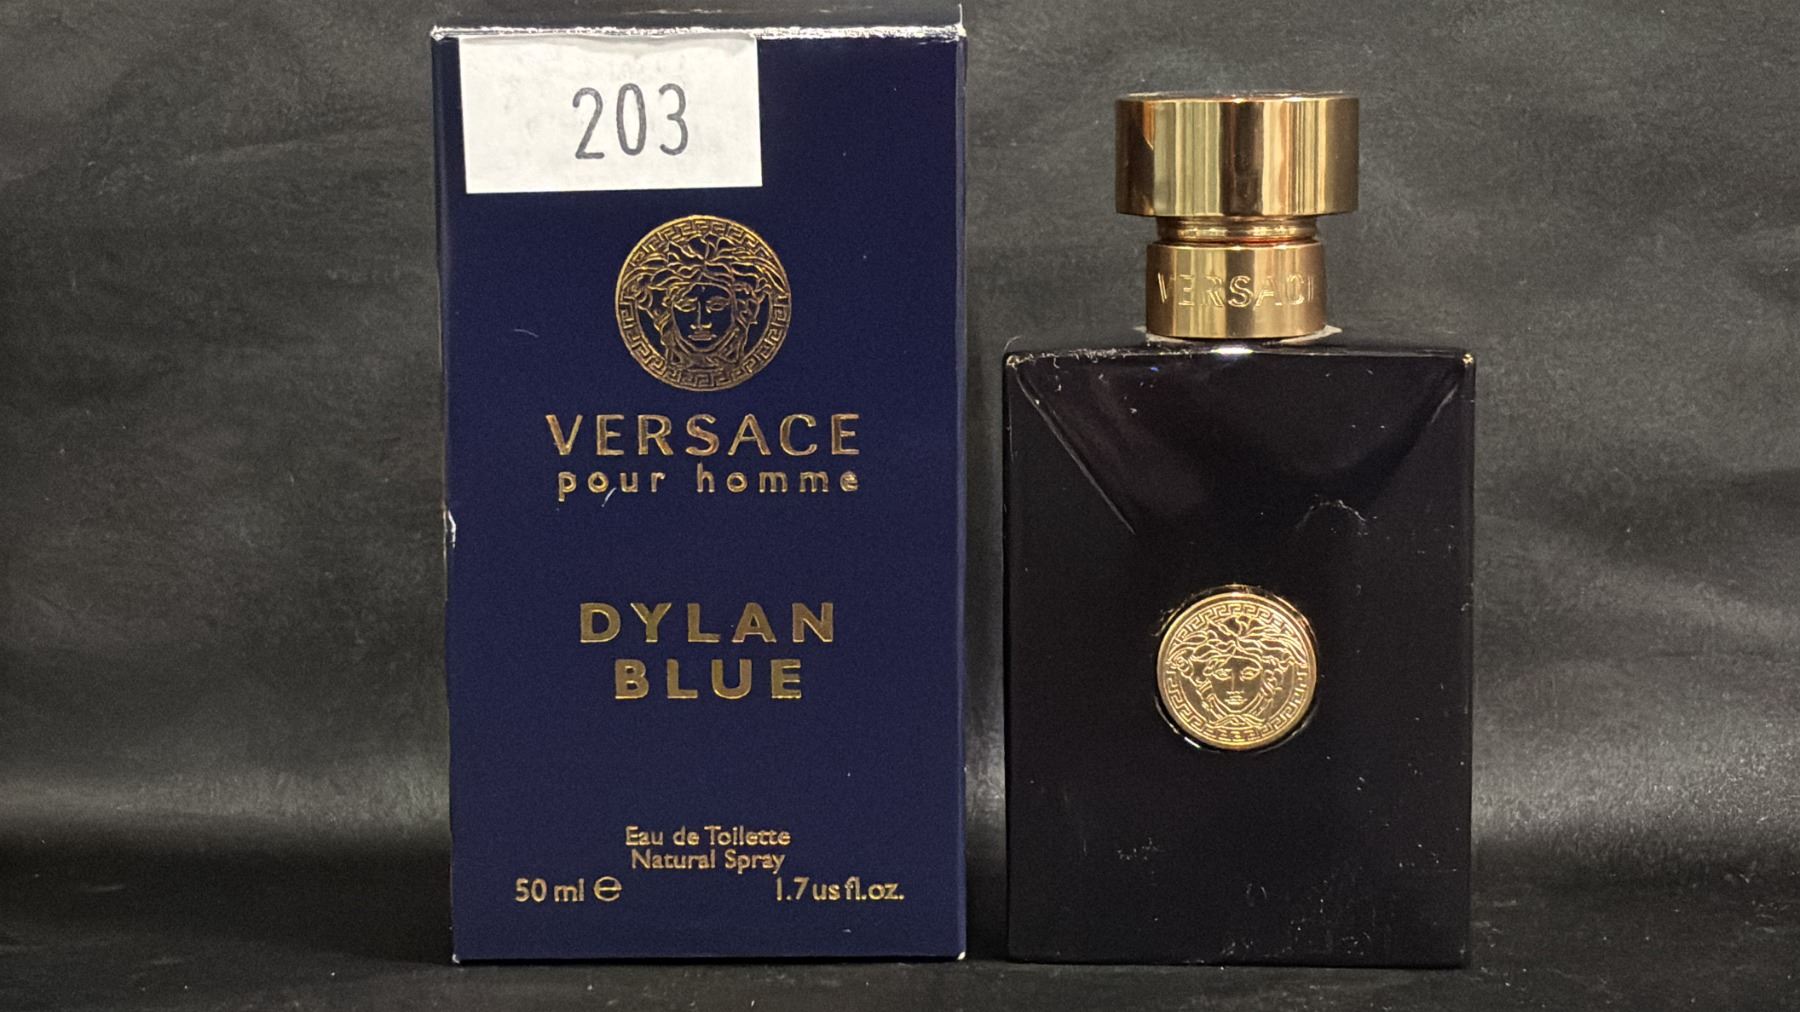 203
VERSACE
pour homme
DYLAN
BLUE
Eau de Toilette
Natural Spray
50 ml ℮ 1.7 us fl.oz.
VERSACE